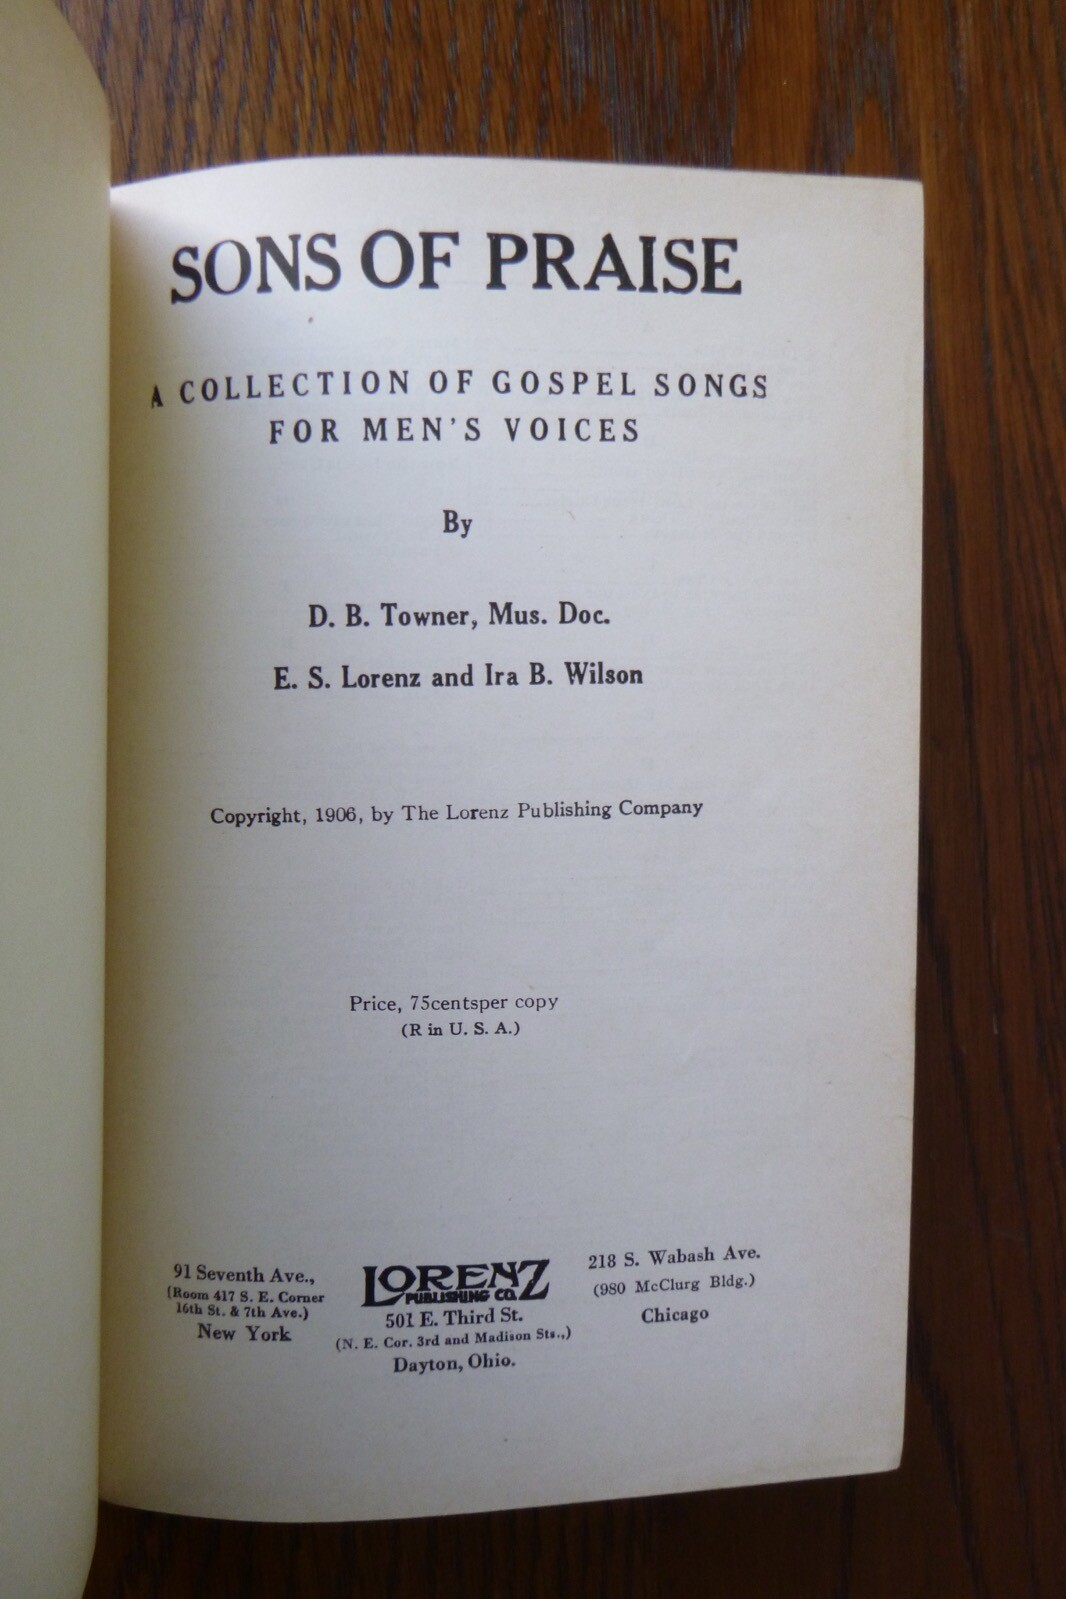 SONS OF PRAISE
A COLLECTION OF GOSPEL SONGS
FOR MEN'S VOICES
By
D. B. Towner, Mus. Doc.
E. S. Lorenz and Ira B. Wilson
Copyright, 1906, by The Lorenz Publishing Company
Price, 75centsper copy
(R in U. S. A.)
91 Seventh Ave.,
(Room 417 S. E. Corner
16th St. & 7th Ave.)
New York
LORENZ
PUBLISHING CO.
501 E. Third St.
(N. E. Cor. 3rd and Madison Sts.,)
Dayton, Ohio.
218 S. Wabash Ave.
(980 McClurg Bldg.)
Chicago